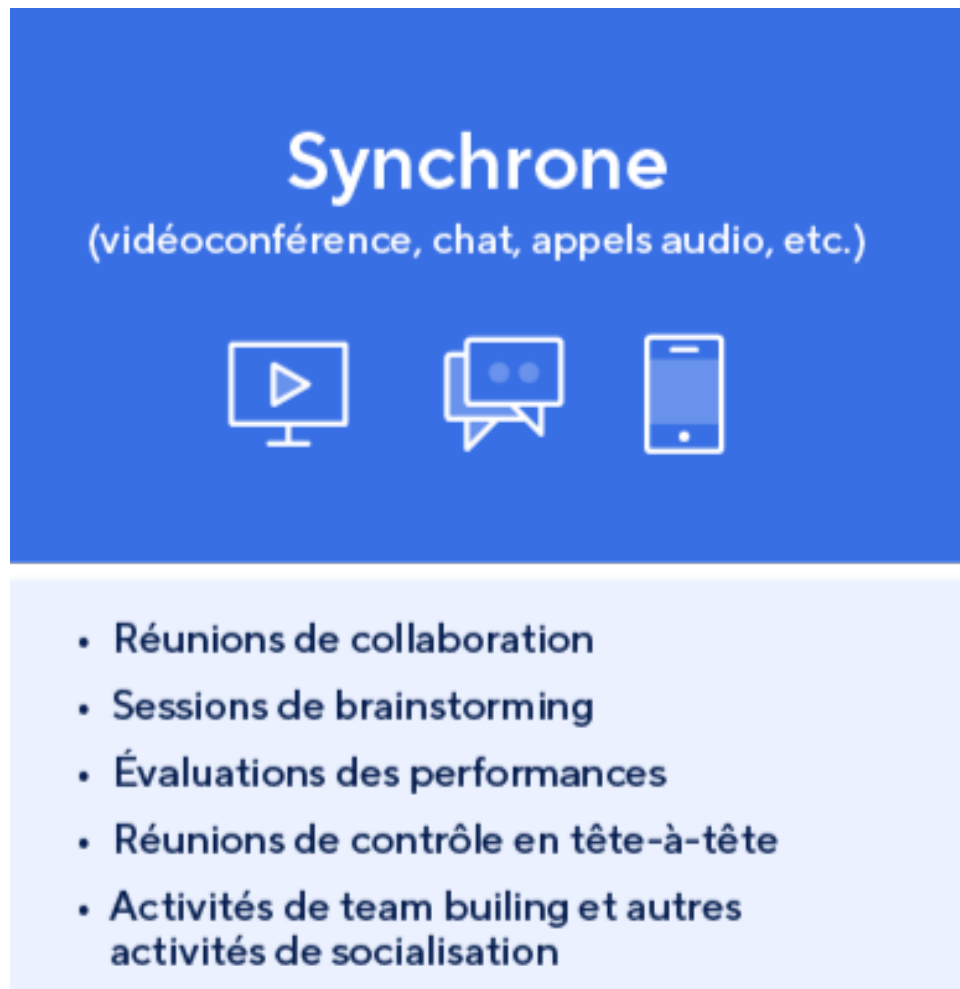 Synchrone
(vidéoconférence, chat, appels audio, etc.)
• Réunions de collaboration
• Sessions de brainstorming
• Évaluations des performances
• Réunions de contrôle en tête-à-tête
• Activités de team builing et autres
activités de socialisation